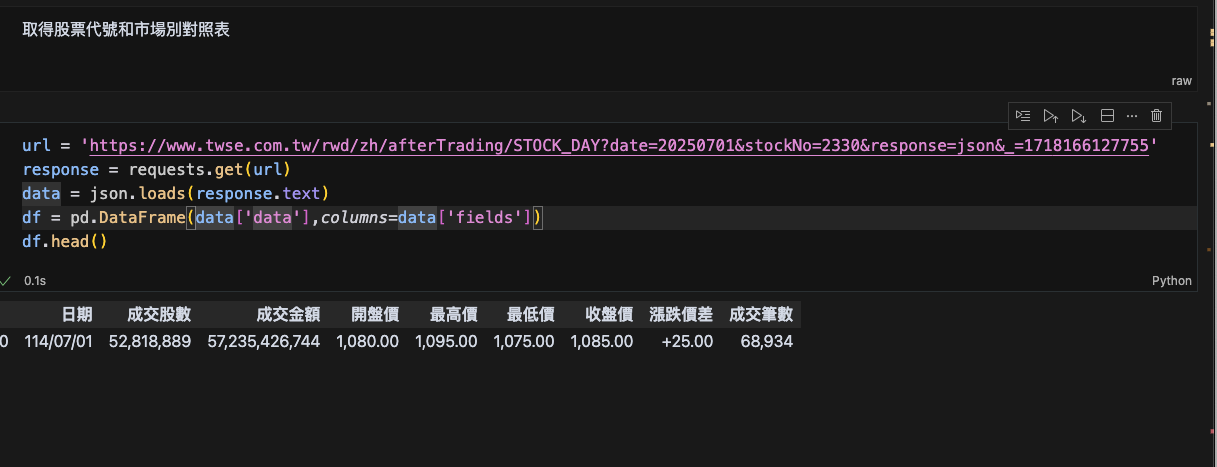 取得股票代號和市場別對照表
raw
url = 'https://www.twse.com.tw/rwd/zh/afterTrading/STOCK_DAY?date=20250701&stockNo=2330&response=json&_=1718166127755'
response = requests.get(url)
data = json.loads(response.text)
df = pd.DataFrame(data['data'],columns=data['fields'])
df.head()
0.1s
Python
日期 成交股數 成交金額 開盤價 最高價 最低價 收盤價 漲跌價差 成交筆數
0 114/07/01 52,818,889 57,235,426,744 1,080.00 1,095.00 1,075.00 1,085.00 +25.00 68,934